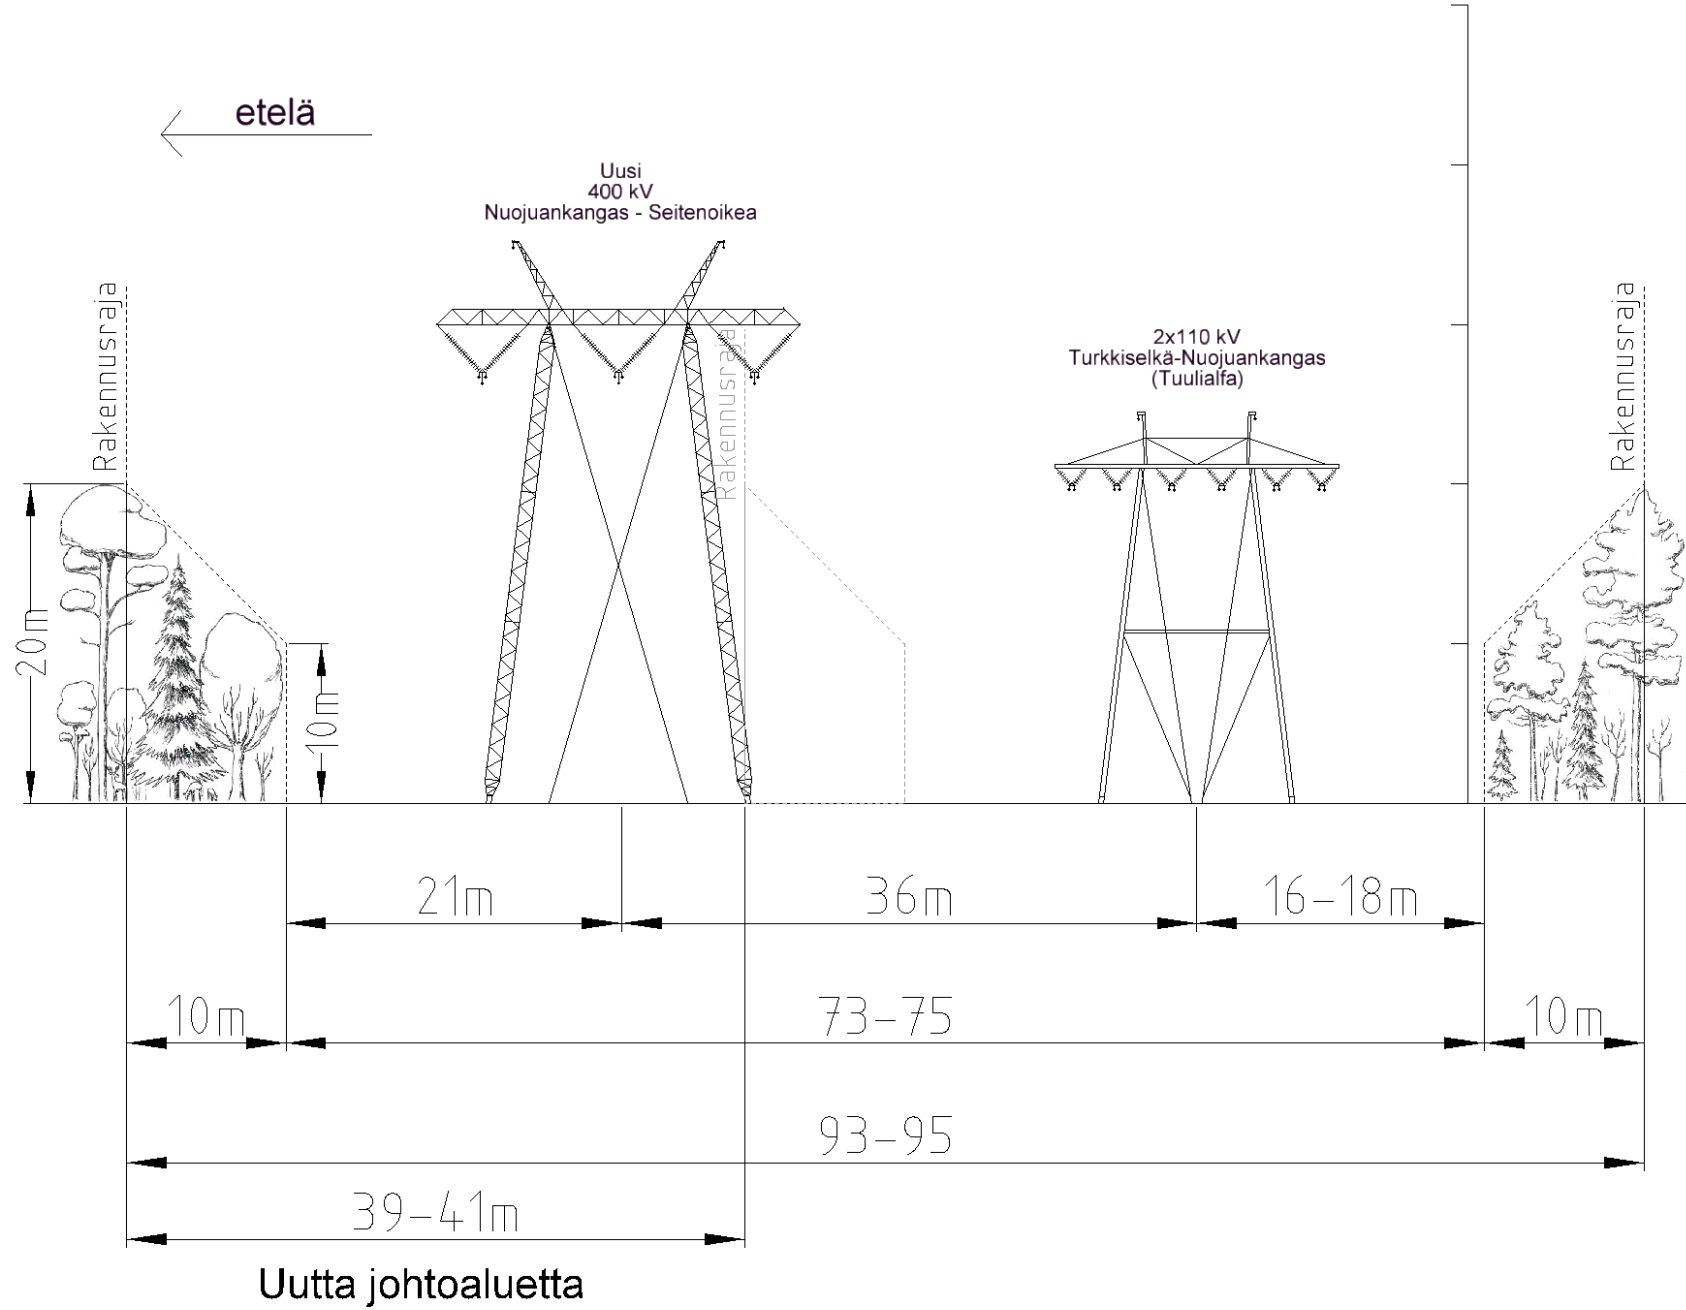 etelä
Uusi
400 kV
Nuojuankangas - Seitenoikea
2x110 kV
Turkkiselkä-Nuojuankangas
(Tuulialfa)
Rakennusraja
Rakennusraja
Rakennusraja
20m
10m
21m
36m
16-18m
10m
73-75
10m
93-95
39-41m
Uutta johtoaluetta